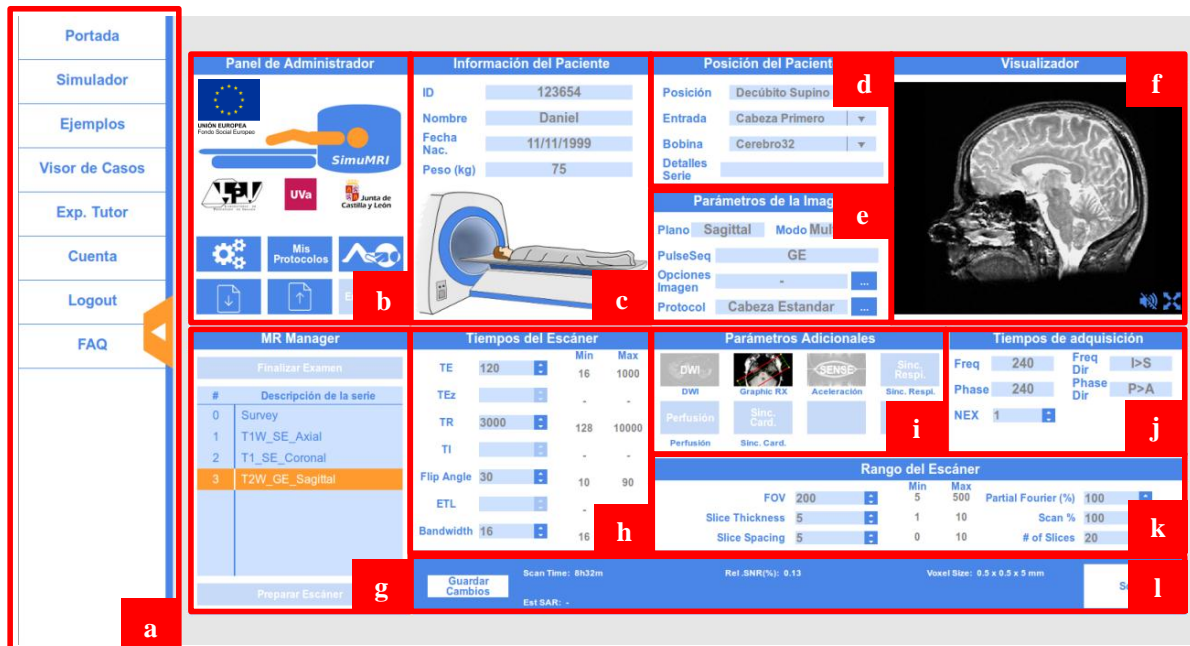 Portada
Simulador
Ejemplos
Visor de Casos
Exp. Tutor
Cuenta
Logout
FAQ
a
Panel de Administrador
UNIÓN EUROPEA
Fondo Social Europeo
SimuMRI
UVa
Junta de
Castilla y León
Mis
Protocolos
b
Información del Paciente
ID 123654
Nombre Daniel
Fecha
Nac. 11/11/1999
Peso (kg) 75
c
Posición del Pacient
d
Posición Decúbito Supino
Entrada Cabeza Primero
Bobina Cerebro32
Detalles
Serie
Parámetros de la Imag
e
Plano Sagittal Modo Mul
PulseSeq GE
Opciones
Imagen - ...
Protocol Cabeza Estandar ...
Visualizador
f
MR Manager
Finalizar Examen
# Descripción de la serie
0 Survey
1 T1W_SE_Axial
2 T1_SE_Coronal
3 T2W_GE_Sagittal
Preparar Escáner
g
Tiempos del Escáner
Min Max
TE 120 16 1000
TEz - -
TR 3000 128 10000
TI - -
Flip Angle 30 10 90
ETL -
Bandwidth 16 16
h
Parámetros Adicionales
DWI SENSE Sinc.
Respi.
DWI Graphic RX Aceleración Sinc. Respi.
Perfusión Sinc.
Card.
Perfusión Sinc. Card.
i
Tiempos de adquisición
Freq 240 Freq
Dir I>S
Phase 240 Phase
Dir P>A
NEX 1
j
Rango del Escáner
Min Max
FOV 200 5 500 Partial Fourier (%) 100
Slice Thickness 5 1 10 Scan % 100
Slice Spacing 5 0 10 # of Slices 20
k
Guardar
Cambios
Scan Time: 8h32m Rel .SNR(%): 0.13 Voxel Size: 0.5 x 0.5 x 5 mm
Est SAR: -
l